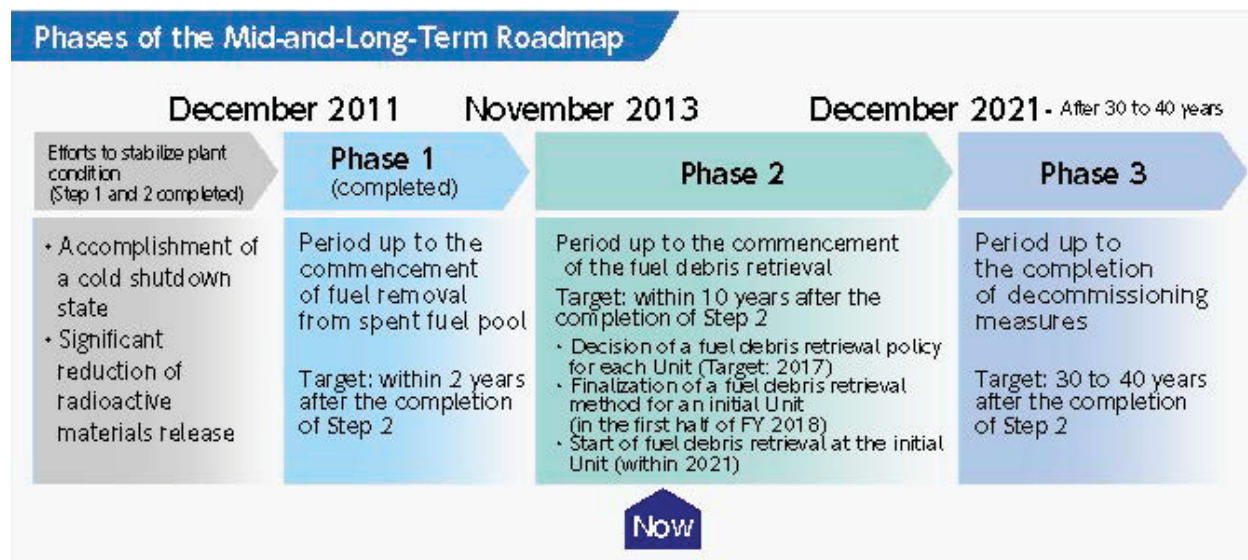 Phases of the Mid-and-Long-Term Roadmap
December 2011
November 2013
December 2021 - After 30 to 40 years
Efforts to stabilize plant
condition
(Step 1 and 2 completed)
Phase 1
(completed)
Phase 2
Phase 3
・Accomplishment of
a cold shutdown
state
・Significant
reduction of
radioactive
materials release
Period up to the
commencement
of fuel removal
from spent fuel pool
Target: within 2 years
after the completion
of Step 2
Period up to the commencement
of the fuel debris retrieval
Target: within 10 years after the
completion of Step 2
・Decision of a fuel debris retrieval policy
for each Unit (Target: 2017)
・Finalization of a fuel debris retrieval
method for an initial Unit
(in the first half of FY 2018)
・Start of fuel debris retrieval at the initial
Unit (within 2021)
Period up to
the completion
of decommissioning
measures
Target: 30 to 40 years
after the completion
of Step 2
Now